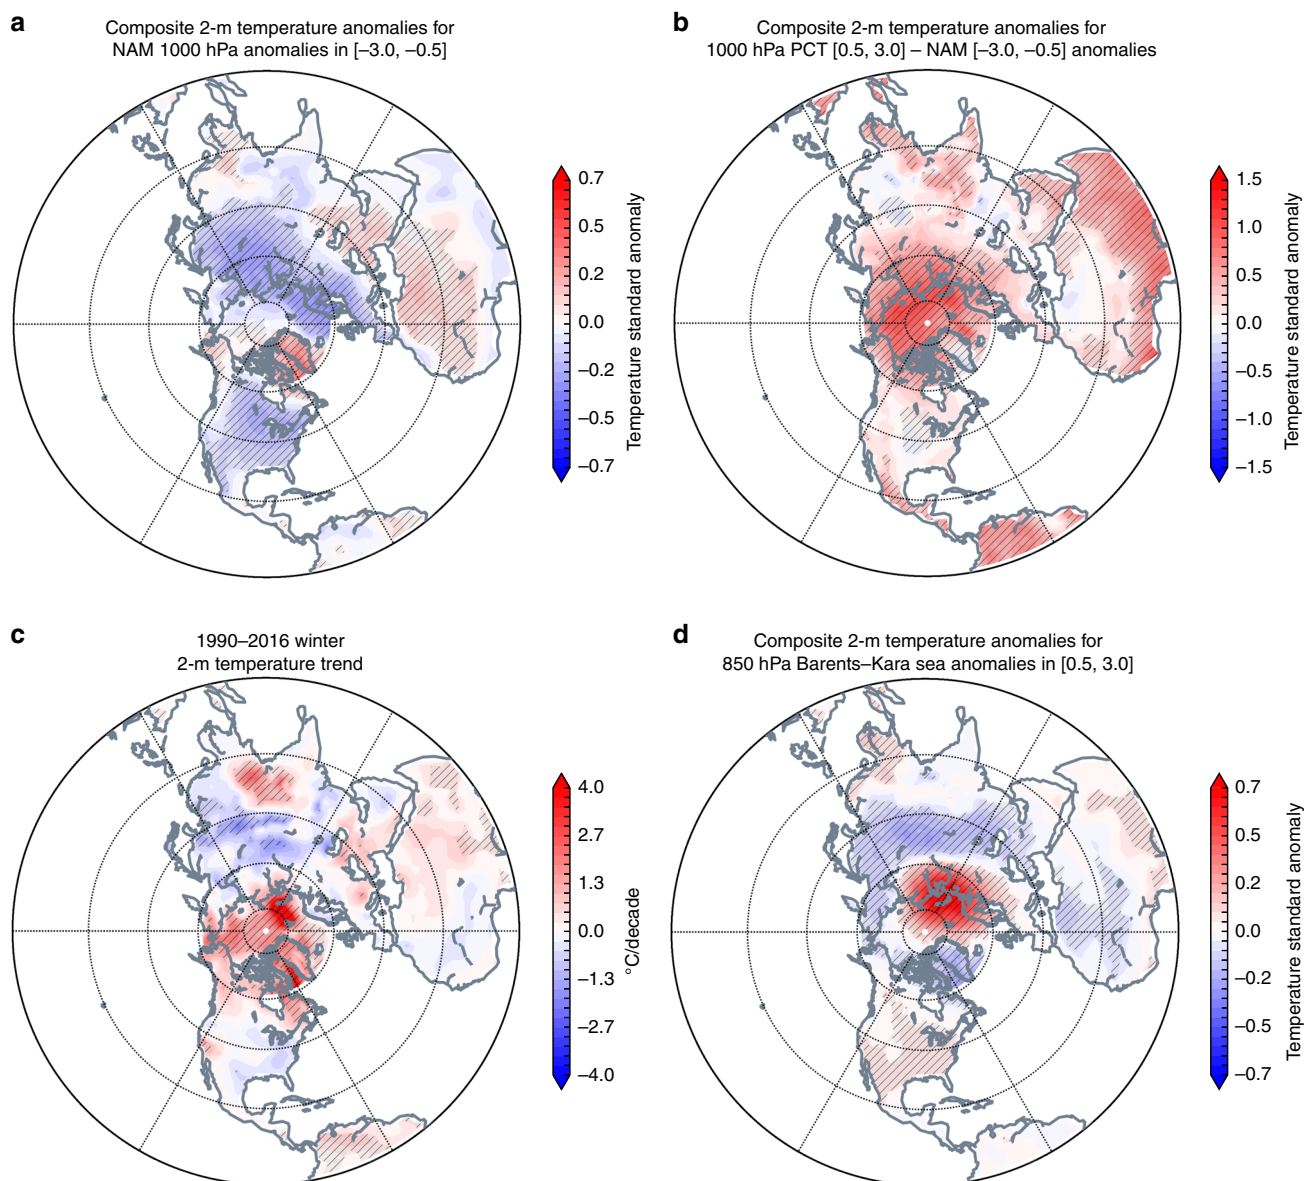 a
Composite 2-m temperature anomalies for
NAM 1000 hPa anomalies in [–3.0, –0.5]
0.7
0.5
0.2
0.0
–0.2
–0.5
–0.7
Temperature standard anomaly
b
Composite 2-m temperature anomalies for
1000 hPa PCT [0.5, 3.0] – NAM [–3.0, –0.5] anomalies
1.5
1.0
0.5
0.0
–0.5
–1.0
–1.5
Temperature standard anomaly
c
1990–2016 winter
2-m temperature trend
4.0
2.7
1.3
0.0
–1.3
–2.7
–4.0
°C/decade
d
Composite 2-m temperature anomalies for
850 hPa Barents–Kara sea anomalies in [0.5, 3.0]
0.7
0.5
0.2
0.0
–0.2
–0.5
–0.7
Temperature standard anomaly